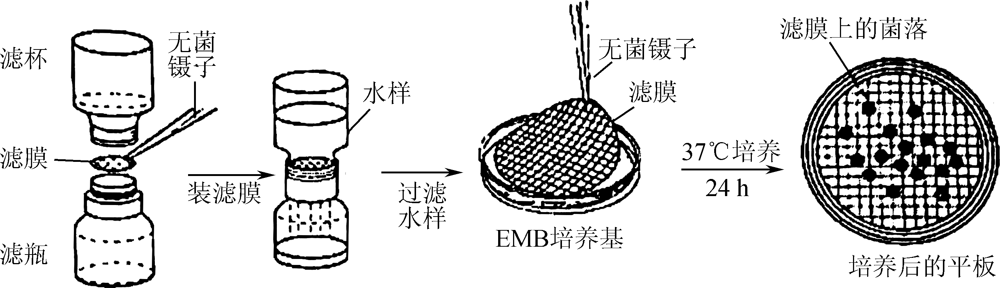 滤杯
无菌
镊子
滤膜
滤瓶
装滤膜
水样
过滤
水样
无菌镊子
滤膜
EMB培养基
37℃培养
24 h
滤膜上的菌落
培养后的平板